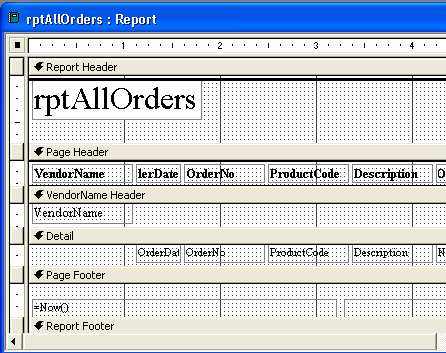 rptAllOrders : Report
1 2 3 4
Report Header
rptAllOrders
Page Header
VendorName lerDate OrderNo ProductCode Description O
VendorName Header
VendorName
Detail
OrderDat OrderNo ProductCode Description N
Page Footer
=Now()
Report Footer